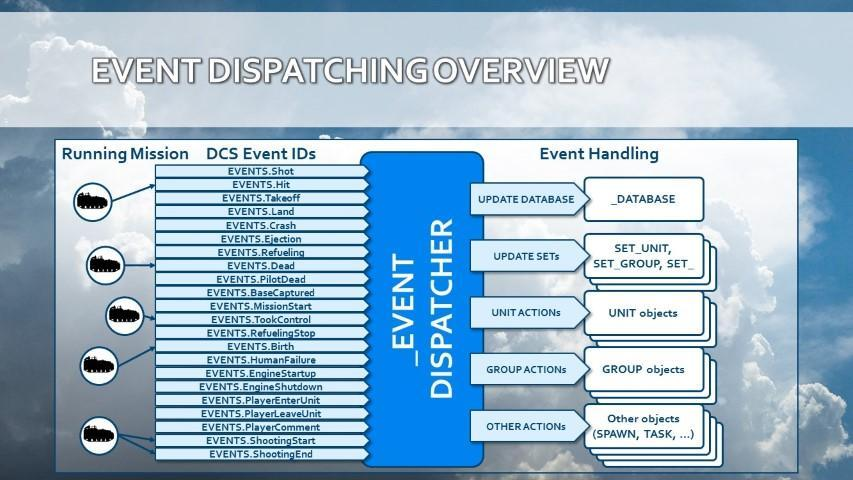 EVENT DISPATCHING OVERVIEW
Running Mission
DCS Event IDs
Event Handling
EVENTS.Shot
EVENTS.Hit
EVENTS.Takeoff
EVENTS.Land
EVENTS.Crash
EVENTS.Ejection
EVENTS.Refueling
EVENTS.Dead
EVENTS.PilotDead
EVENTS.BaseCaptured
EVENTS.MissionStart
EVENTS.TookControl
EVENTS.RefuelingStop
EVENTS.Birth
EVENTS.HumanFailure
EVENTS.EngineStartup
EVENTS.EngineShutdown
EVENTS.PlayerEnterUnit
EVENTS.PlayerLeaveUnit
EVENTS.PlayerComment
EVENTS.ShootingStart
EVENTS.ShootingEnd
_EVENT
DISPATCHER
UPDATE DATABASE
_DATABASE
UPDATE SETs
SET_UNIT,
SET_GROUP, SET_
UNIT ACTIONs
UNIT objects
GROUP ACTIONs
GROUP objects
OTHER ACTIONs
Other objects
(SPAWN, TASK, ...)